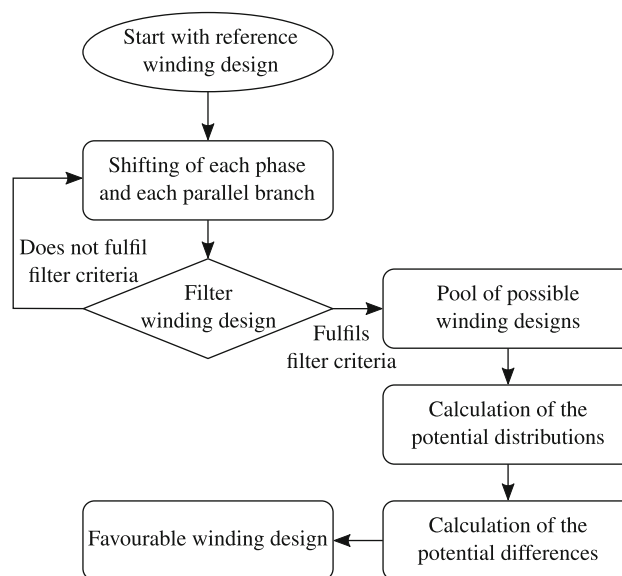 Start with reference
winding design
Shifting of each phase
and each parallel branch
Does not fulfil
filter criteria
Filter
winding design
Fulfils
filter criteria
Pool of possible
winding designs
Calculation of the
potential distributions
Calculation of the
potential differences
Favourable winding design